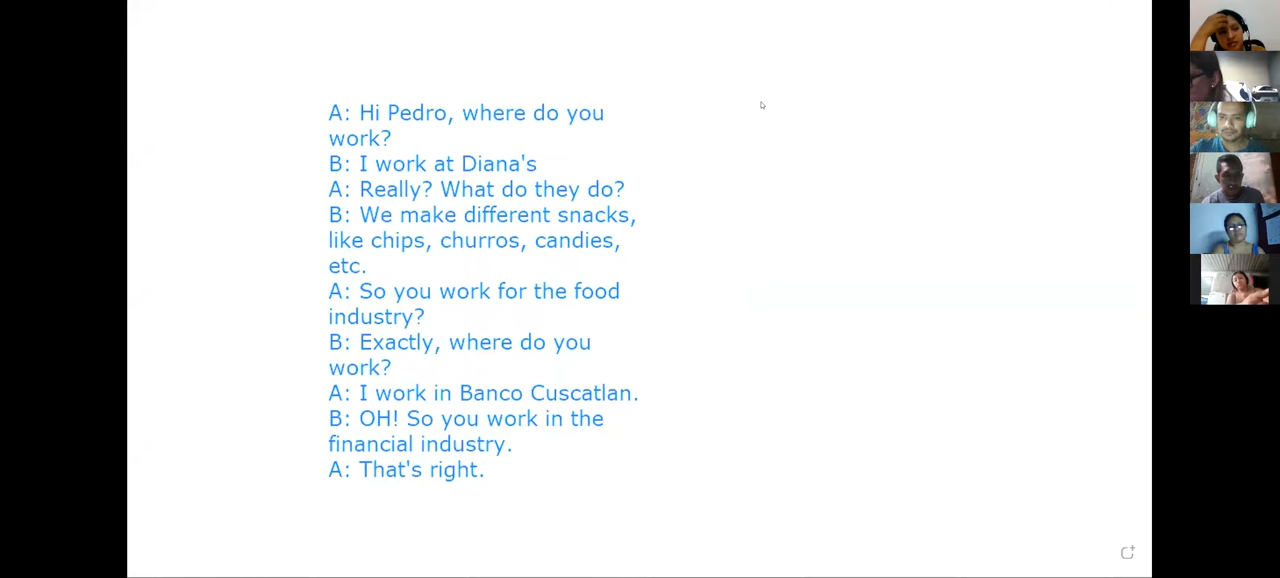 A: Hi Pedro, where do you
work?
B: I work at Diana's
A: Really? What do they do?
B: We make different snacks,
like chips, churros, candies,
etc.
A: So you work for the food
industry?
B: Exactly, where do you
work?
A: I work in Banco Cuscatlan.
B: OH! So you work in the
financial industry.
A: That's right.